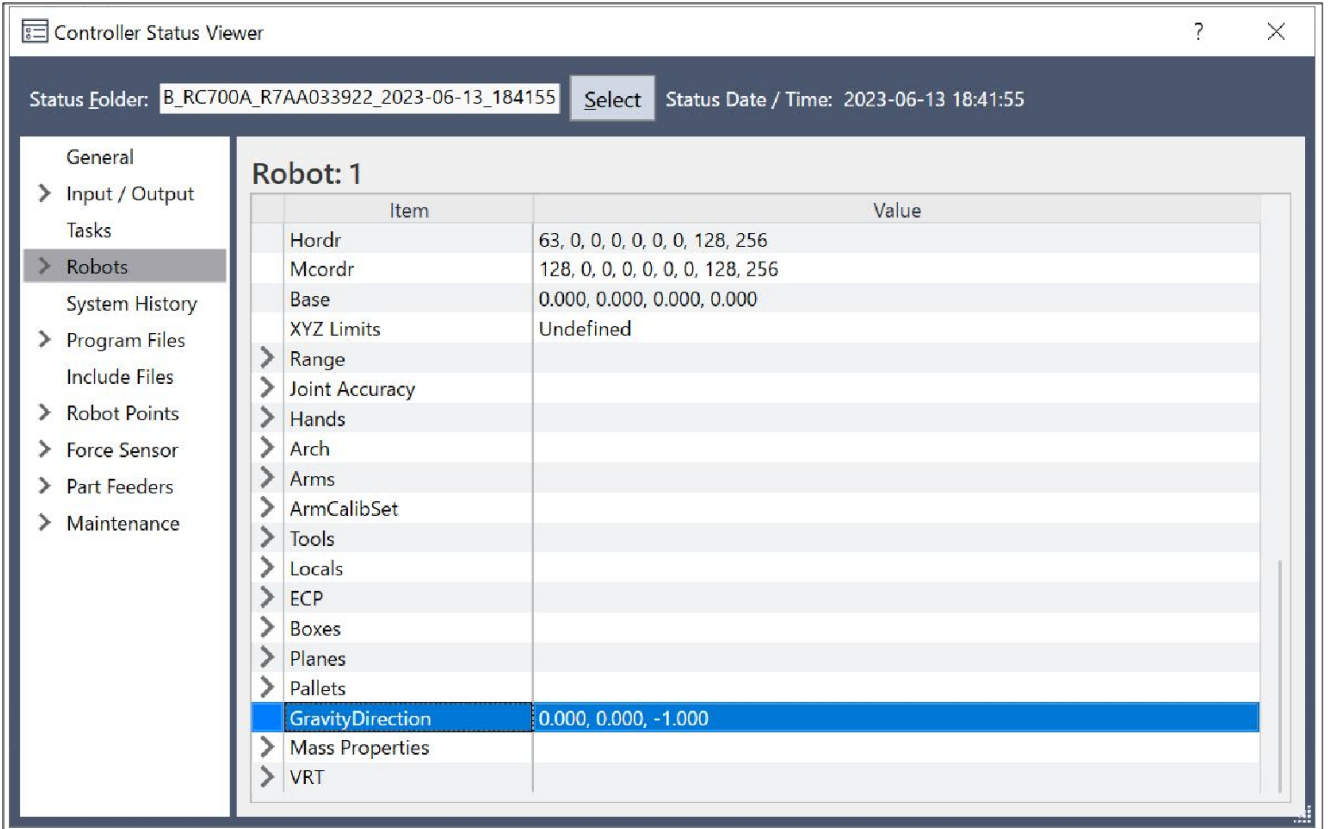 Controller Status Viewer ?
Status Folder: B_RC700A_R7AA033922_2023-06-13_184155 Select Status Date / Time: 2023-06-13 18:41:55
General
Input / Output
Tasks
Robots
System History
Program Files
Include Files
Robot Points
Force Sensor
Part Feeders
Maintenance
Robot: 1
Item Value
Hordr 63, 0, 0, 0, 0, 0, 0, 128, 256
Mcordr 128, 0, 0, 0, 0, 0, 0, 128, 256
Base 0.000, 0.000, 0.000, 0.000
XYZ Limits Undefined
Range
Joint Accuracy
Hands
Arch
Arms
ArmCalibSet
Tools
Locals
ECP
Boxes
Planes
Pallets
GravityDirection 0.000, 0.000, -1.000
Mass Properties
VRT